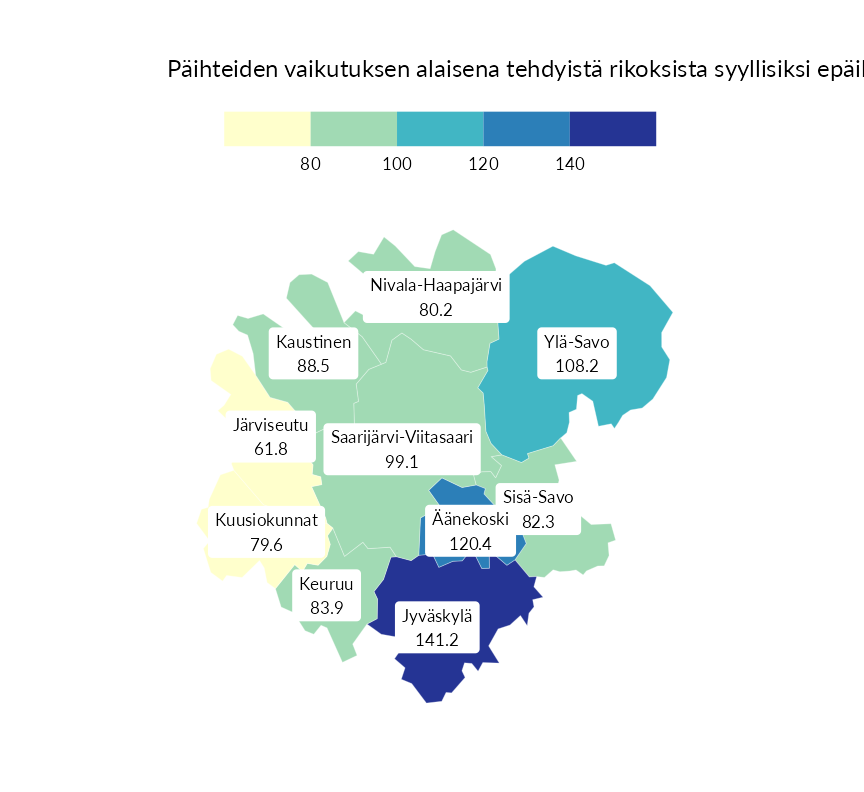 Päihteiden vaikutuksen alaisena tehdyistä rikoksista syyllisiksi
80 100 120 140
Nivala-Haapajärvi
80.2
Ylä-Savo
108.2
Kaustinen
88.5
Järviseutu
61.8
Saarijärvi-Viitasaari
99.1
Sisä-Savo
82.3
Äänekoski
120.4
Kuusiokunnat
79.6
Keuruu
83.9
Jyväskylä
141.2